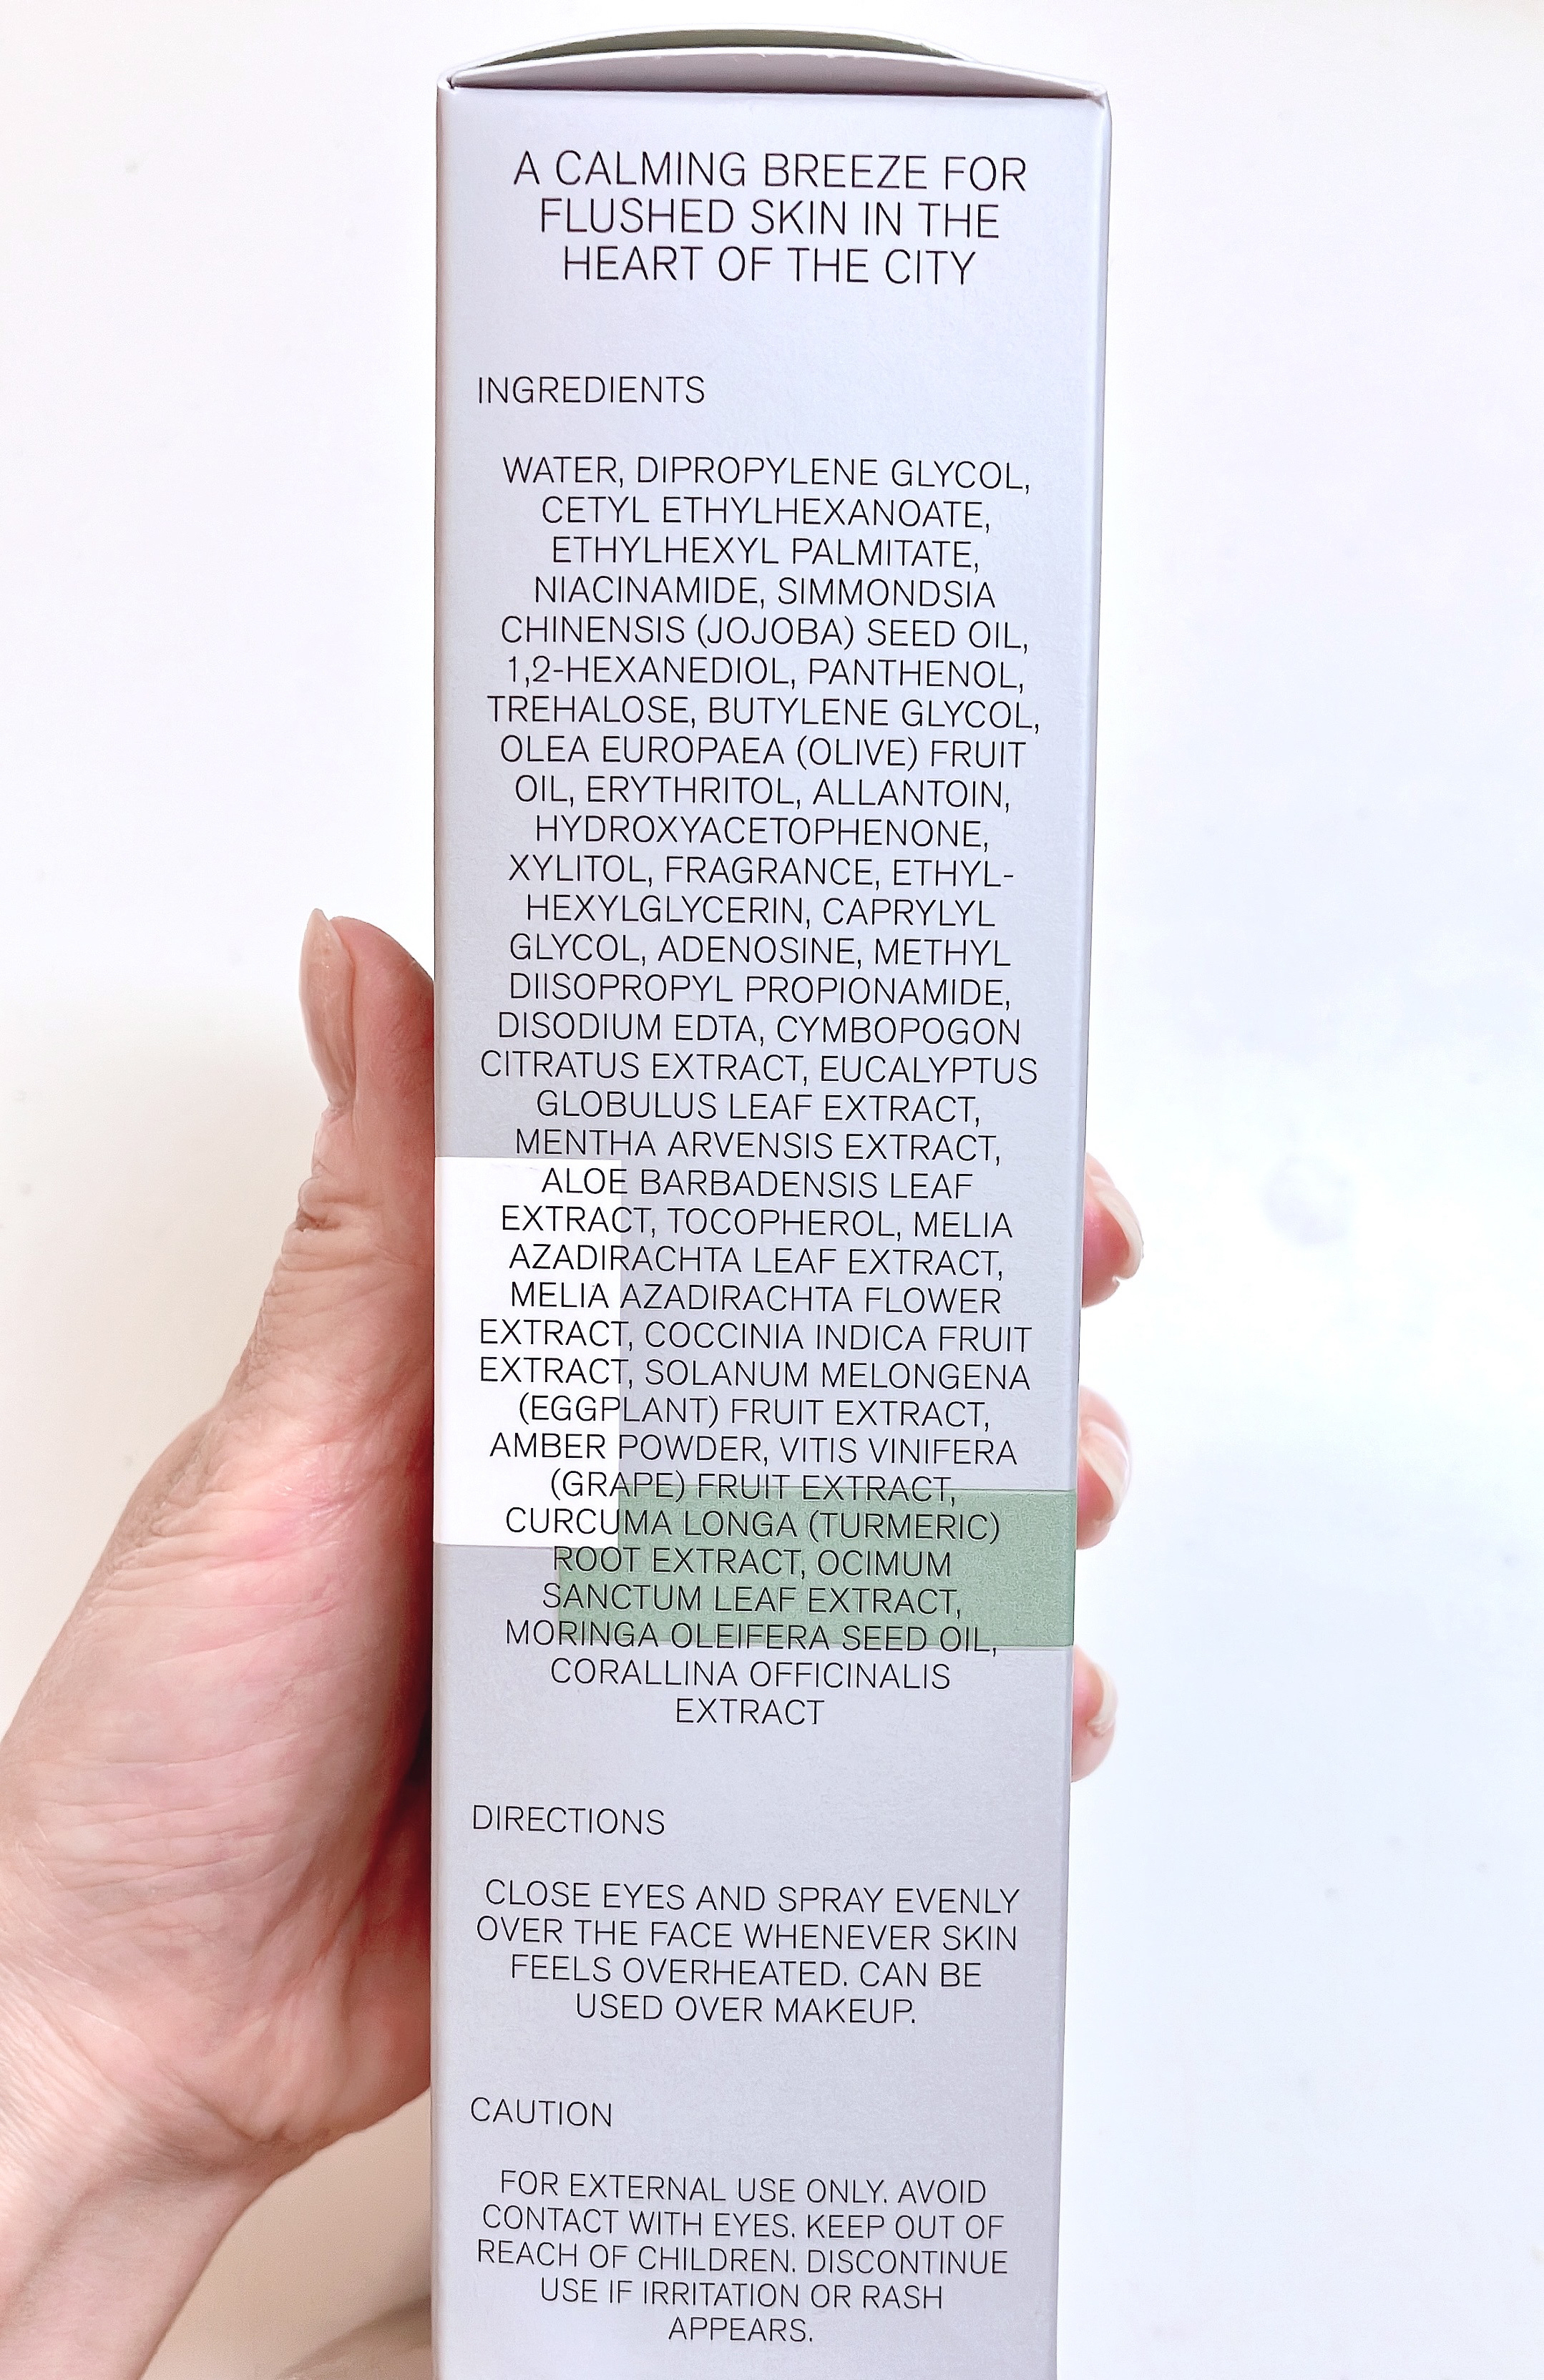 A CALMING BREEZE FOR
FLUSHED SKIN IN THE
HEART OF THE CITY
INGREDIENTS
WATER, DIPROPYLENE GLYCOL,
CETYL ETHYLHEXANOATE,
ETHYLHEXYL PALMITATE,
NIACINAMIDE, SIMMONDSIA
CHINENSIS (JOJOBA) SEED OIL,
1,2-HEXANEDIOL, PANTHENOL,
TREHALOSE, BUTYLENE GLYCOL,
OLEA EUROPAEA (OLIVE) FRUIT
OIL, ERYTHRITOL, ALLANTOIN,
HYDROXYACETOPHENONE,
XYLITOL, FRAGRANCE, ETHYL-
HEXYLGLYCERIN, CAPRYLYL
GLYCOL, ADENOSINE, METHYL
DIISOPROPYL PROPIONAMIDE,
DISODIUM EDTA, CYMBOPOGON
CITRATUS EXTRACT, EUCALYPTUS
GLOBULUS LEAF EXTRACT,
MENTHA ARVENSIS EXTRACT,
ALOE BARBADENSIS LEAF
EXTRACT, TOCOPHEROL, MELIA
AZADIRACHTA LEAF EXTRACT,
MELIA AZADIRACHTA FLOWER
EXTRACT, COCCINIA INDICA FRUIT
EXTRACT, SOLANUM MELONGENA
(EGGPLANT) FRUIT EXTRACT,
AMBER POWDER, VITIS VINIFERA
(GRAPE) FRUIT EXTRACT,
CURCUMA LONGA (TURMERIC)
ROOT EXTRACT, OCIMUM
SANCTUM LEAF EXTRACT,
MORINGA OLEIFERA SEED OIL,
CORALLINA OFFICINALIS
EXTRACT
DIRECTIONS
CLOSE EYES AND SPRAY EVENLY
OVER THE FACE WHENEVER SKIN
FEELS OVERHEATED. CAN BE
USED OVER MAKEUP.
CAUTION
FOR EXTERNAL USE ONLY. AVOID
CONTACT WITH EYES. KEEP OUT OF
REACH OF CHILDREN. DISCONTINUE
USE IF IRRITATION OR RASH
APPEARS.